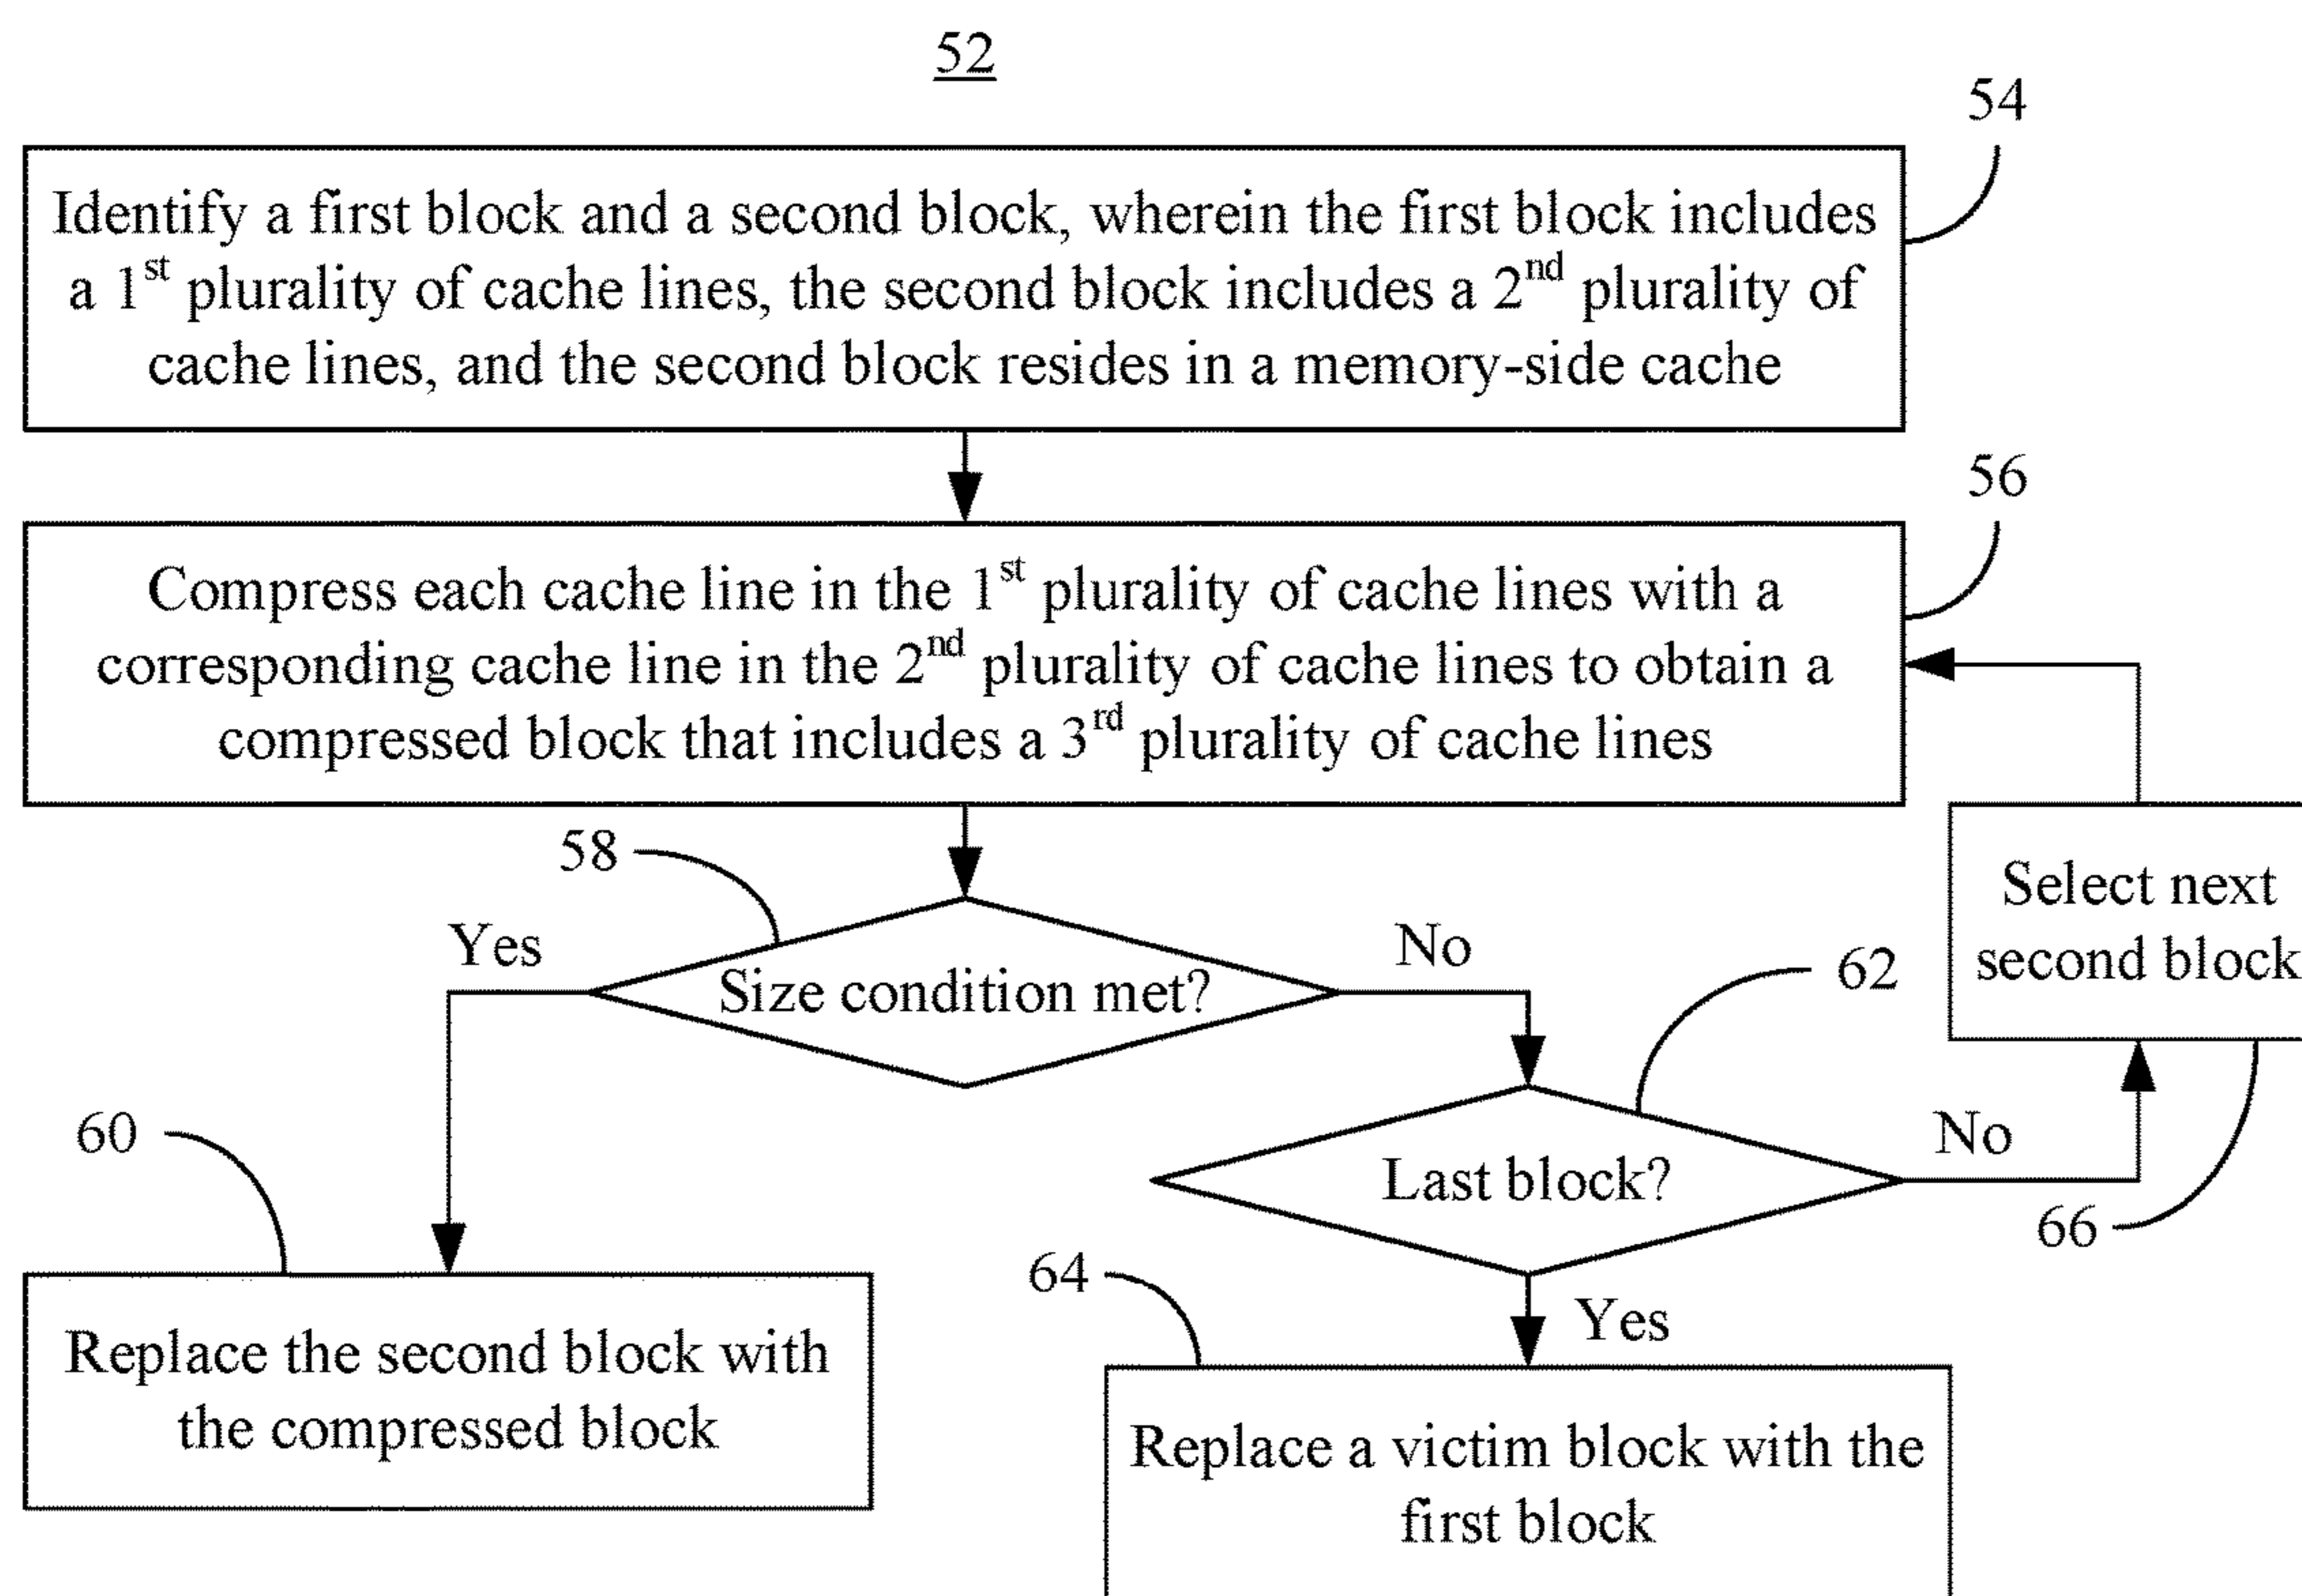 52
54
Identify a first block and a second block, wherein the first block includes
a 1st plurality of cache lines, the second block includes a 2nd plurality of
cache lines, and the second block resides in a memory-side cache
56
Compress each cache line in the 1st plurality of cache lines with a
corresponding cache line in the 2nd plurality of cache lines to obtain a
compressed block that includes a 3rd plurality of cache lines
58
Yes
Size condition met?
No
62
Select next
second block
60
Last block?
No
66
64
Yes
Replace the second block with
the compressed block
Replace a victim block with the
first block